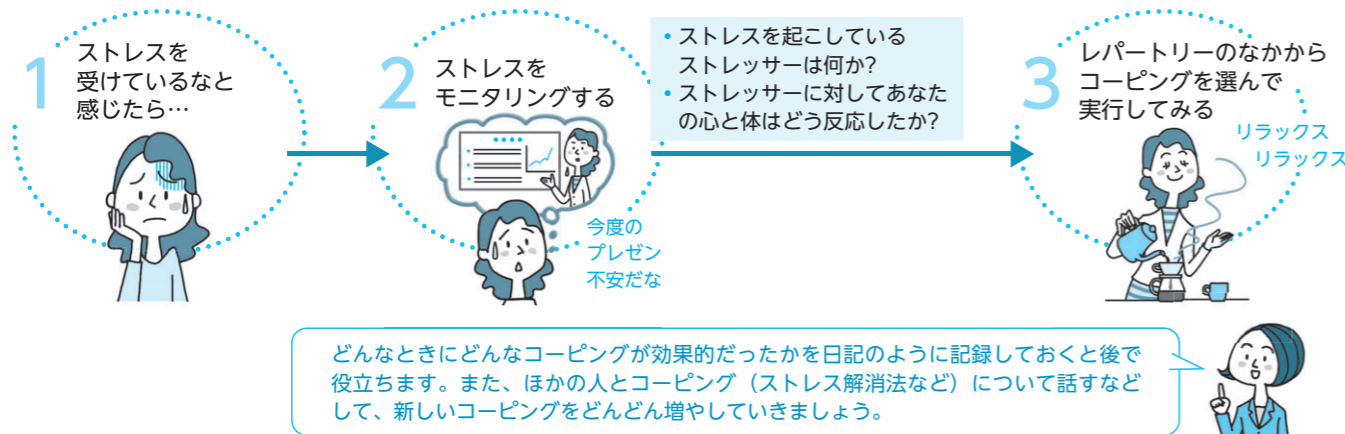 1
ストレスを
受けているなと
感じたら…
2
ストレスを
モニタリングする
今度の
プレゼン
不安だな
• ストレスを起こしている
ストレッサーは何か?
• ストレッサーに対してあなた
の心と体はどう反応したか?
3
レパートリーのなかから
コーピングを選んで
実行してみる
リラックス
リラックス
どんなときにどんなコーピングが効果的だったかを日記のように記録しておくと後で
役立ちます。また、ほかの人とコーピング（ストレス解消法など）について話すなど
して、新しいコーピングをどんどん増やしていきましょう。